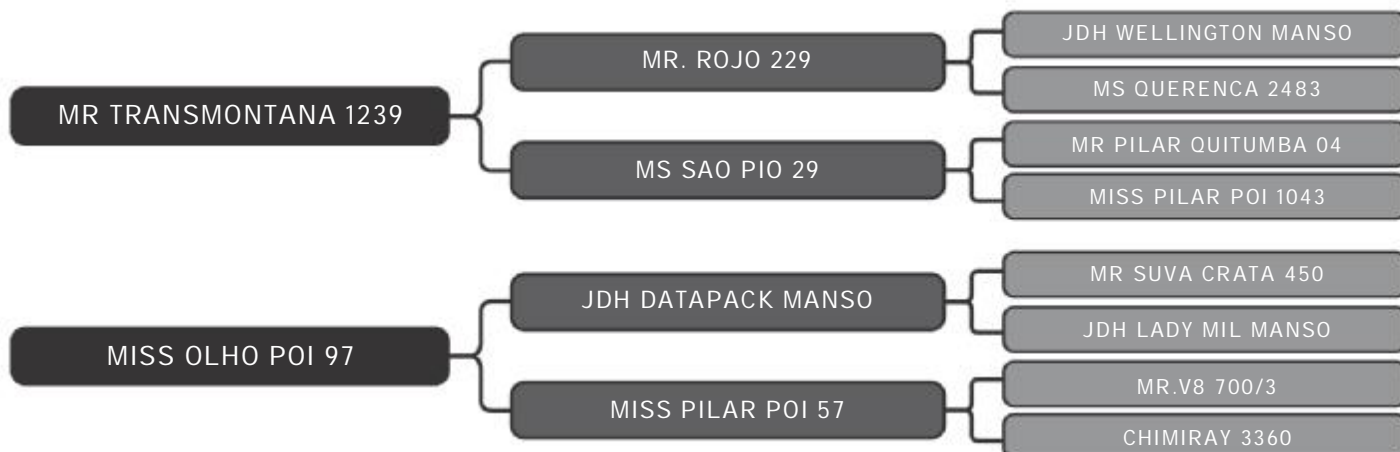 MR TRANSMONTANA 1239
MR. ROJO 229
JDH WELLINGTON MANSO
MS QUERENCA 2483
MS SAO PIO 29
MR PILAR QUITUMBA 04
MISS PILAR POI 1043
MISS OLHO POI 97
JDH DATAPACK MANSO
MR SUVA CRATA 450
JDH LADY MIL MANSO
MISS PILAR POI 57
MR.V8 700/3
CHIMIRAY 3360